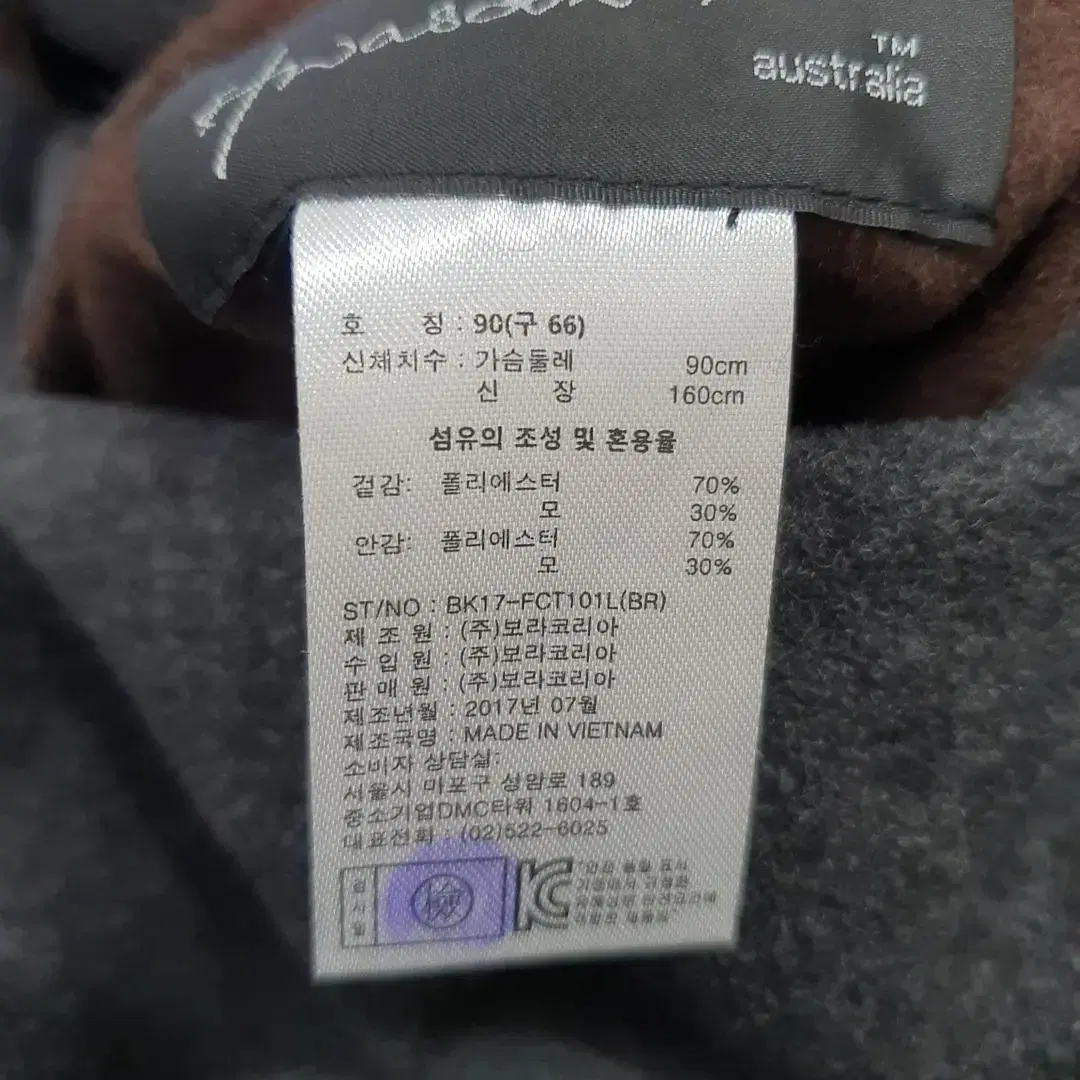 TM
australia
호 칭 : 90(구 66)
신체치수 : 가슴둘레 90cm
신 장 160cm
섬유의 조성 및 혼용율
겉감: 폴리에스터 70%
모 30%
안감: 폴리에스터 70%
모 30%
ST/NO : BK17-FCT101L(BR)
제 조 원 : (주)보라코리아
수 입 원 : (주)보라코리아
판 매 원 : (주)보라코리아
제조년월 : 2017년 07월
제조국명 : MADE IN VIETNAM
소비자 상담실:
서울시 마포구 성암로 189
중소기업DMC타워 1604-1호
대표전화 : (02)522-6025
검사필
檢
KC